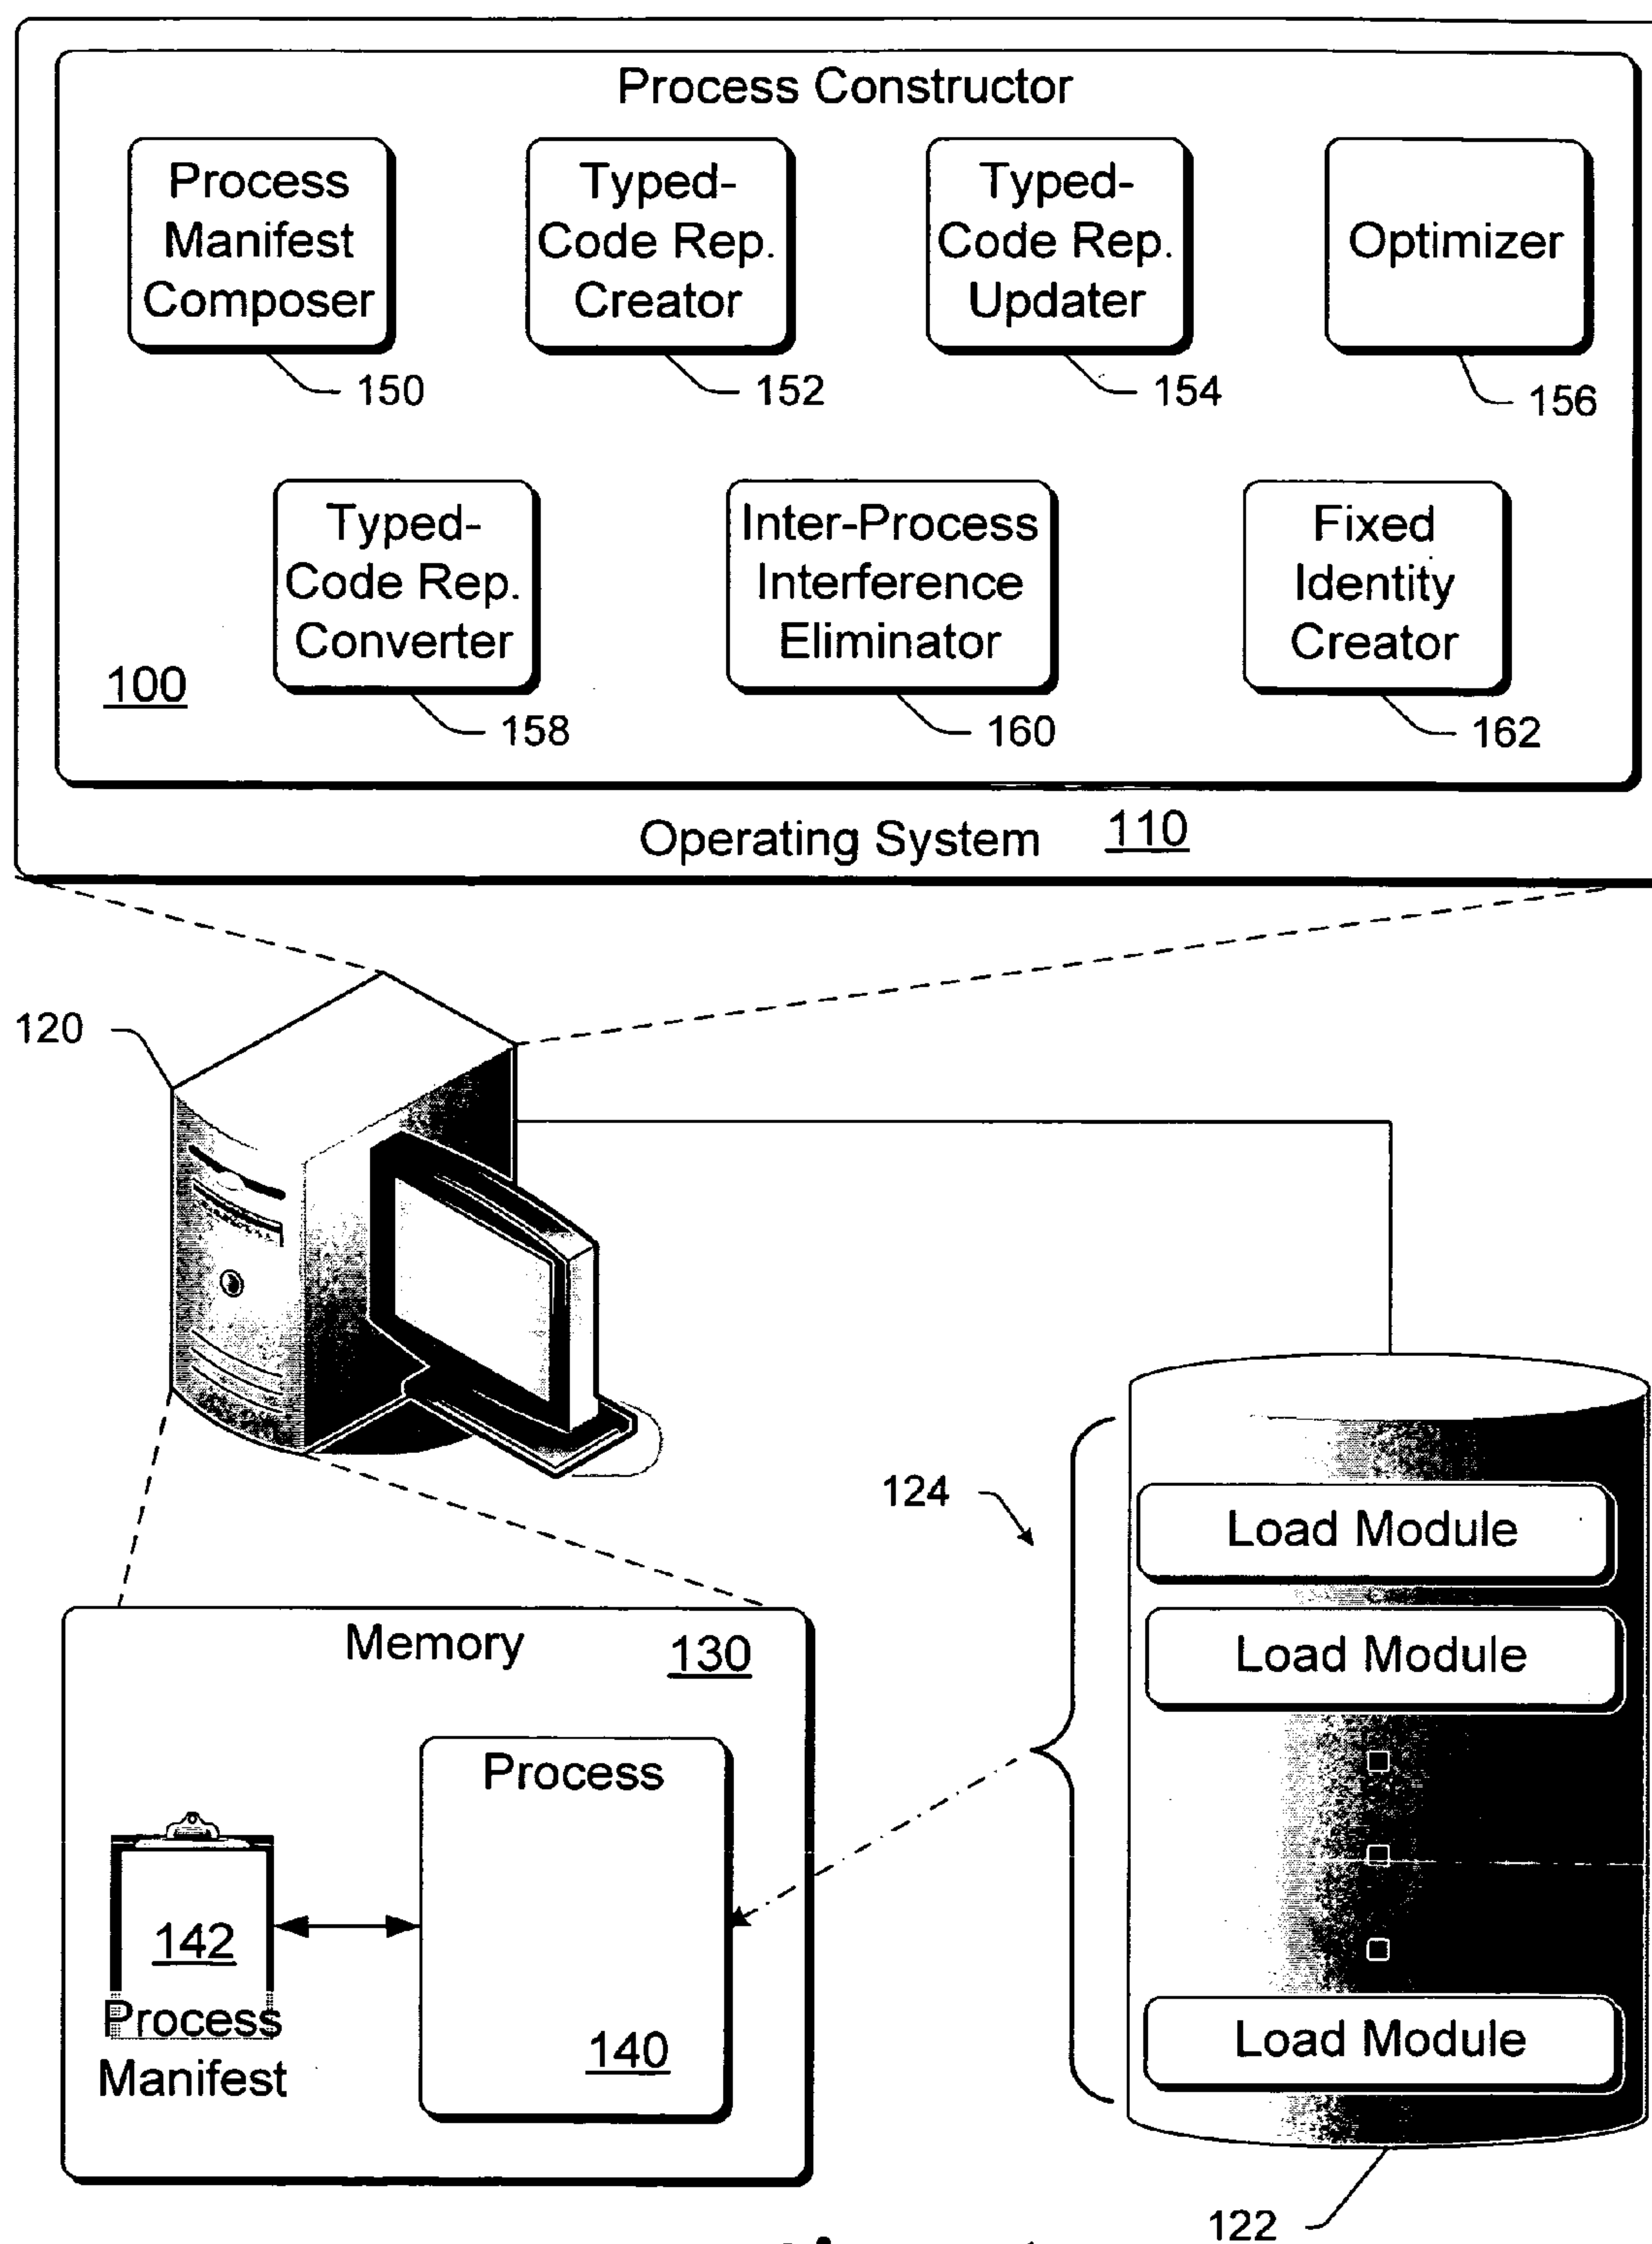 Process Constructor
Process
Manifest
Composer
150
Typed-
Code Rep.
Creator
152
Typed-
Code Rep.
Updater
154
Optimizer
156
Typed-
Code Rep.
Converter
158
Inter-Process
Interference
Eliminator
160
Fixed
Identity
Creator
162
100
Operating System 110
120
124
Load Module
Load Module
Load Module
122
Memory 130
Process
140
142
Process
Manifest